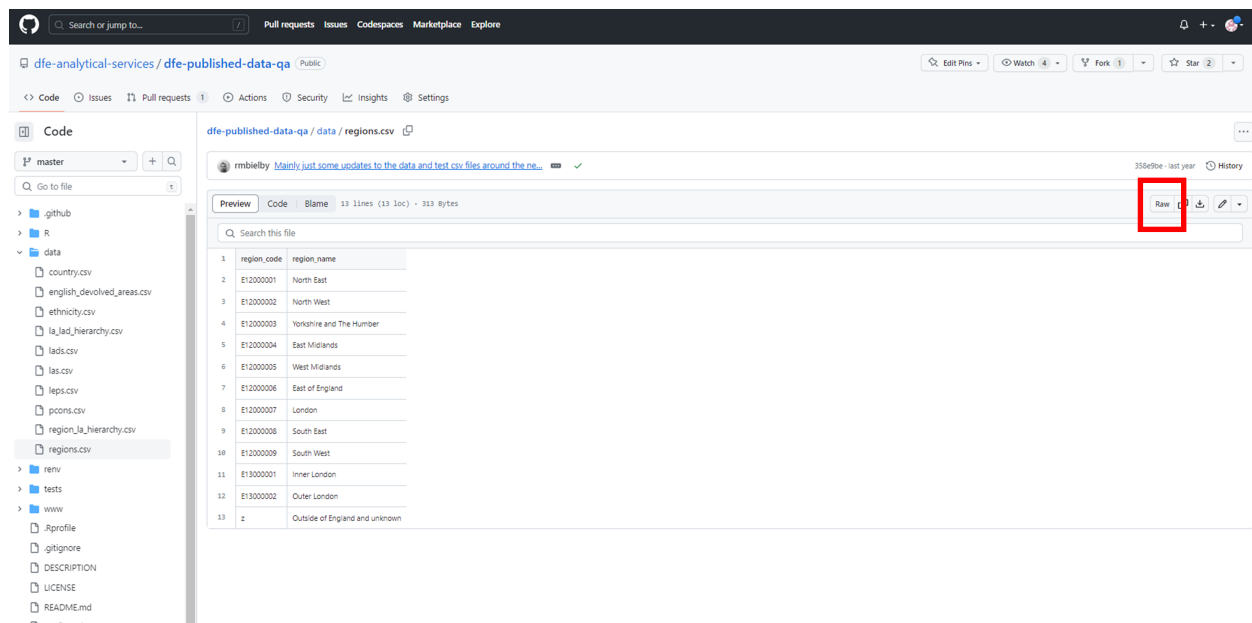 Search or jump to... / Pull requests Issues Codespaces Marketplace Explore
dfe-analytical-services / dfe-published-data-qa Public Edit Pins Watch 4 Fork 1 Star 2
Code Issues Pull requests 1 Actions Security Insights Settings
Code
master
Go to file t
.github
R
data
country.csv
english_devolved_areas.csv
ethnicity.csv
la_lad_hierarchy.csv
lads.csv
las.csv
leps.csv
pcons.csv
region_la_hierarchy.csv
regions.csv
renv
tests
www
.Rprofile
.gitignore
DESCRIPTION
LICENSE
README.md
dfe-published-data-qa / data / regions.csv
rmbielby Mainly just some updates to the data and test csv files around the ne... 358e9be · last year History
Preview Code Blame 13 lines (13 loc) · 313 Bytes Raw
Search this file
1 region_code region_name
2 E12000001 North East
3 E12000002 North West
4 E12000003 Yorkshire and The Humber
5 E12000004 East Midlands
6 E12000005 West Midlands
7 E12000006 East of England
8 E12000007 London
9 E12000008 South East
10 E12000009 South West
11 E13000001 Inner London
12 E13000002 Outer London
13 z Outside of England and unknown